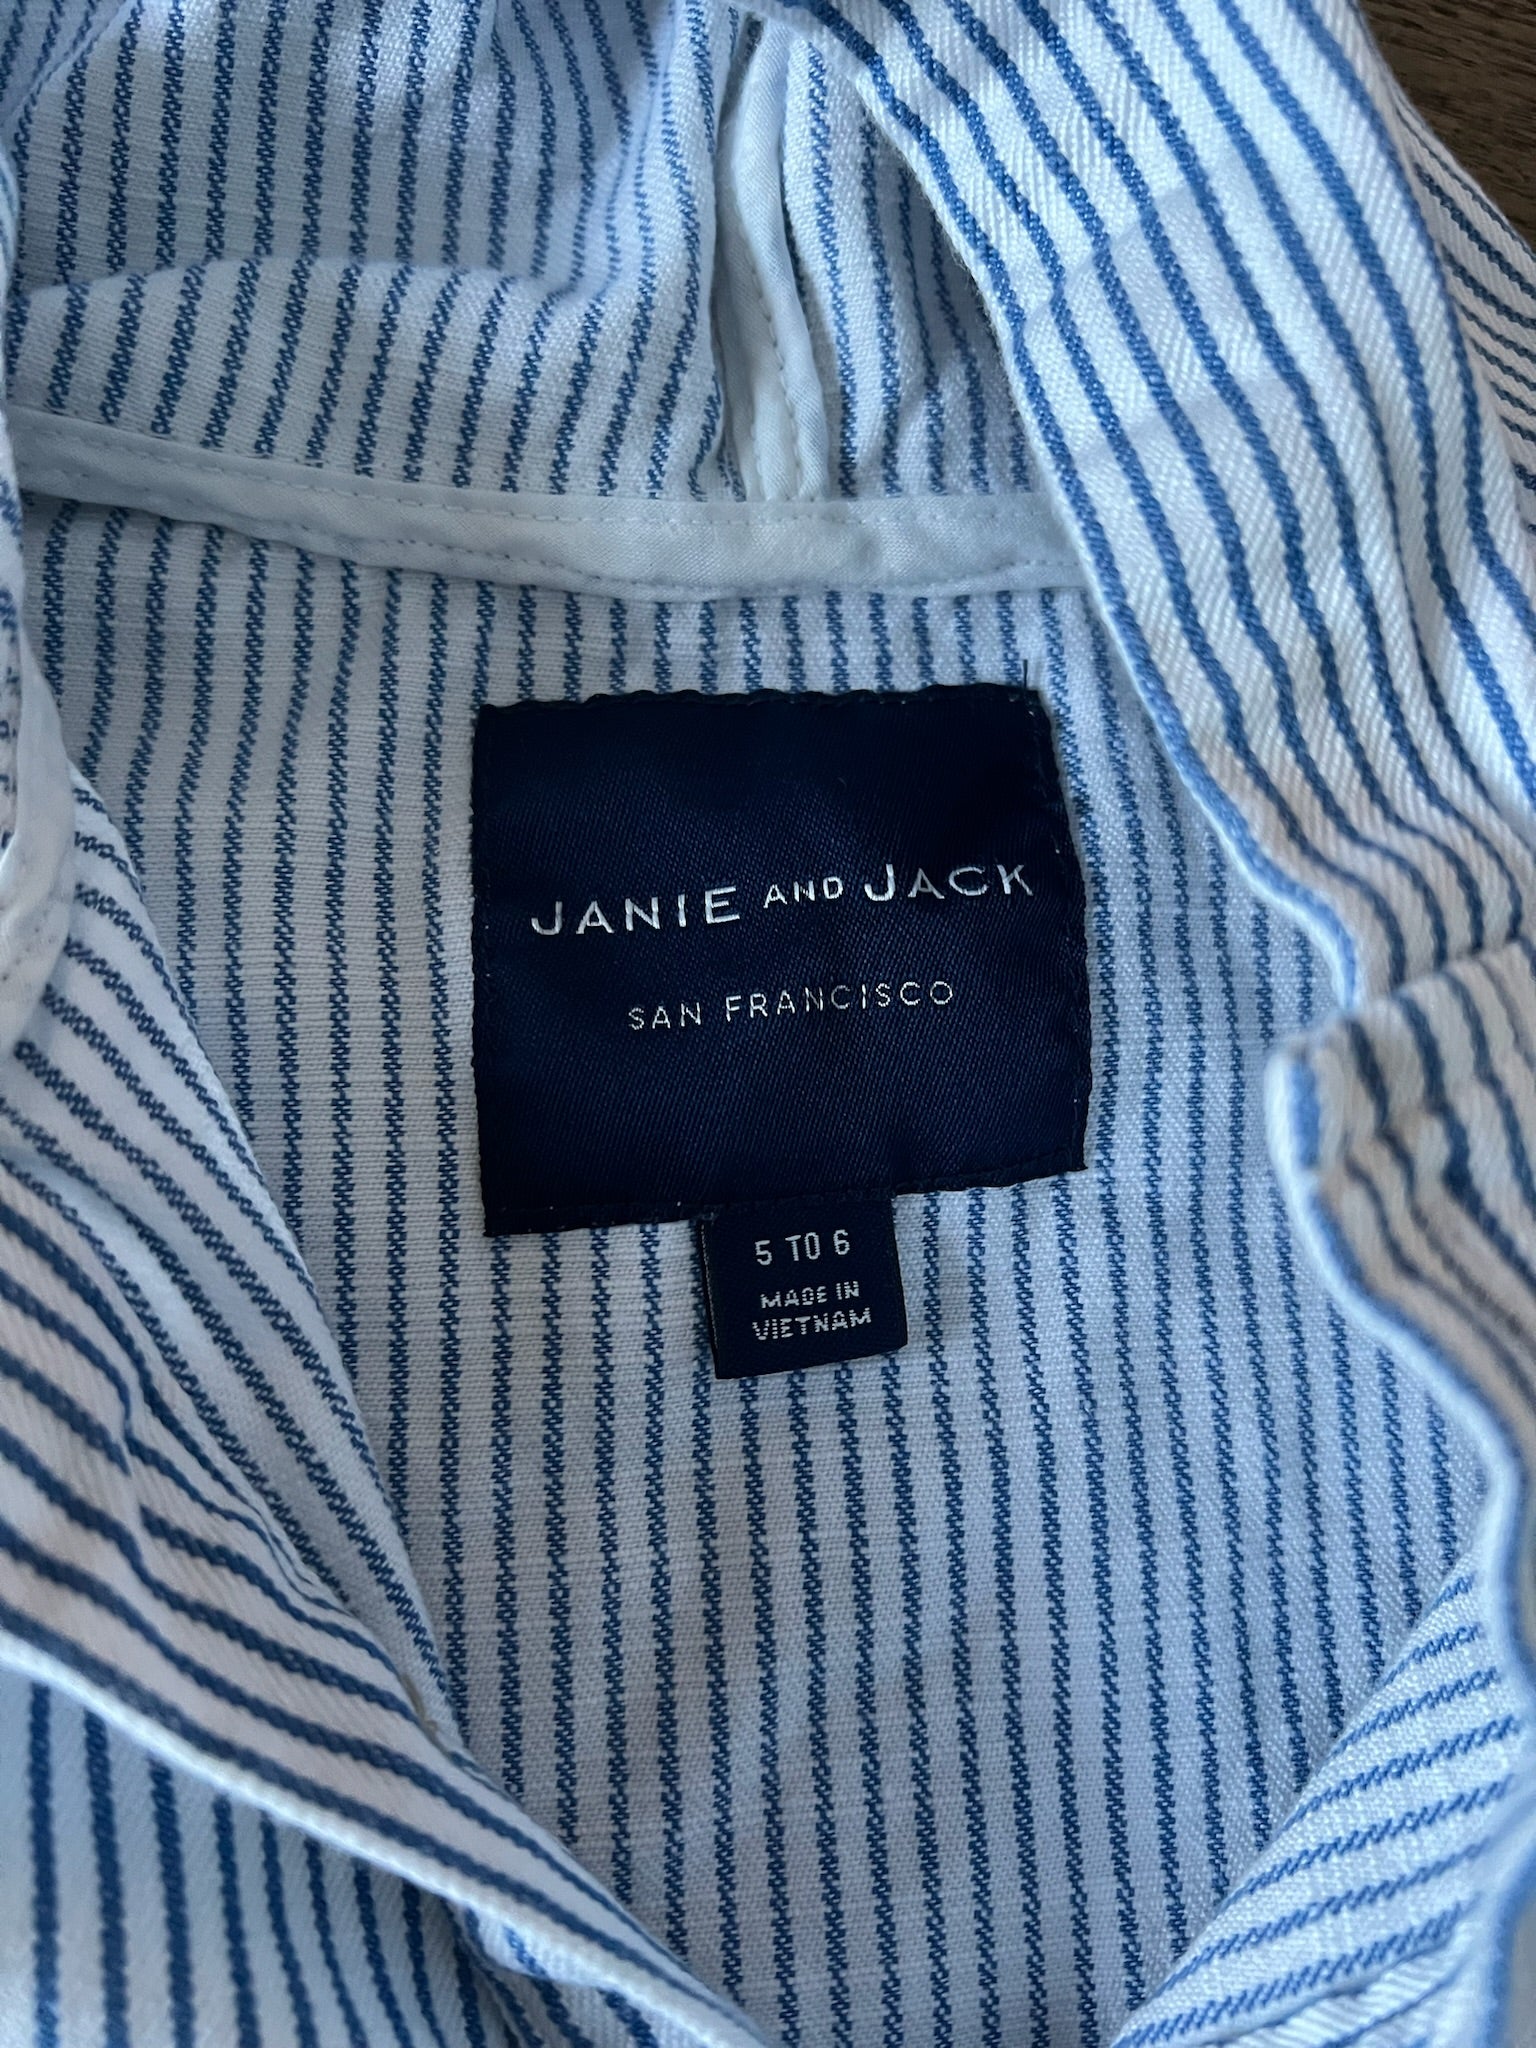 JANIE AND JACK
SAN FRANCISCO
5 TO 6
MADE IN
VIETNAM